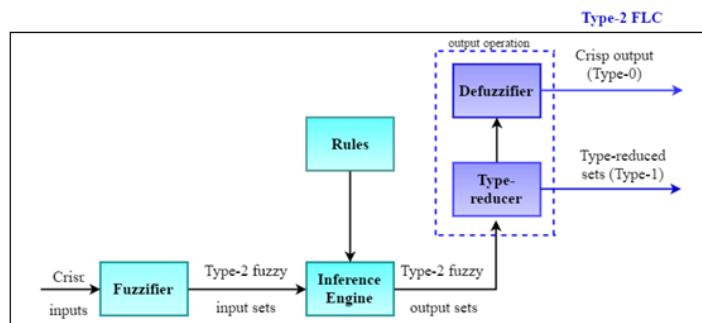 Type-2 FLC
output operation
Defuzzifier
Crisp output
(Type-0)
Rules
Type-
reducer
Type-reduced
sets (Type-1)
Crisp
inputs
Fuzzifier
Type-2 fuzzy
input sets
Inference
Engine
Type-2 fuzzy
output sets